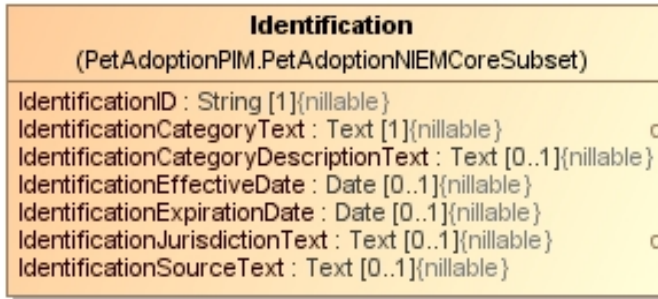 Identification
(PetAdoptionPIM.PetAdoptionNIEMCoreSubset)
IdentificationID : String [1]{nillable}
IdentificationCategoryText : Text [1]{nillable}
IdentificationCategoryDescriptionText : Text [0..1]{nillable}
IdentificationEffectiveDate : Date [0..1]{nillable}
IdentificationExpirationDate : Date [0..1]{nillable}
IdentificationJurisdictionText : Text [0..1]{nillable}
IdentificationSourceText : Text [0..1]{nillable}